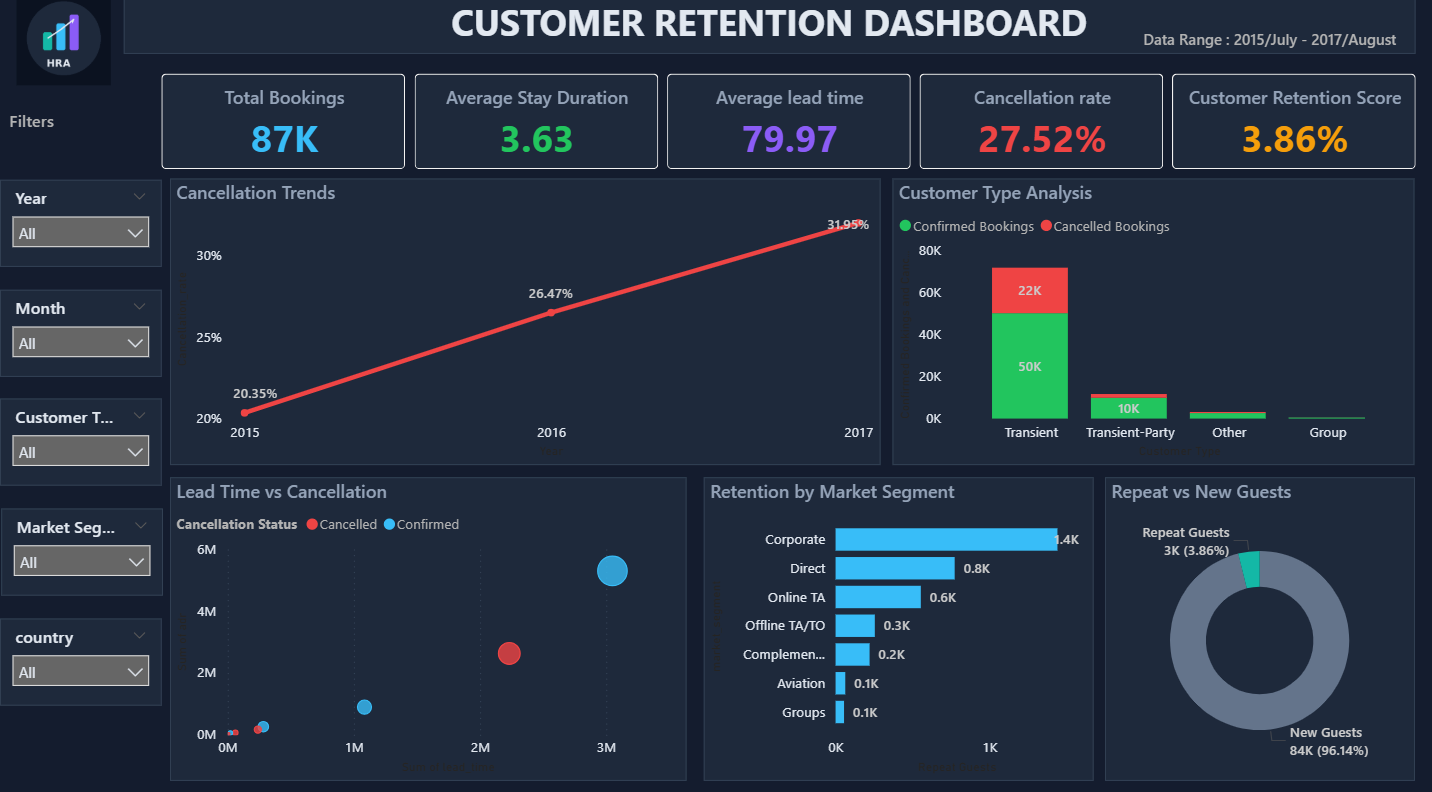 CUSTOMER RETENTION DASHBOARD
Data Range : 2015/July - 2017/August
HRA
Filters
Total Bookings
87K
Average Stay Duration
3.63
Average lead time
79.97
Cancellation rate
27.52%
Customer Retention Score
3.86%
Year
All
Month
All
Customer T...
All
Market Seg...
All
country
All
Cancellation Trends
31.95%
30%
26.47%
25%
20.35%
20%
2015 2016 2017
Customer Type Analysis
Confirmed Bookings Cancelled Bookings
80K
60K
40K
20K
0K
22K
50K
10K
Transient Transient-Party Other Group
Lead Time vs Cancellation
Cancellation Status Cancelled Confirmed
6M
4M
2M
0M
0M 1M 2M 3M
Retention by Market Segment
Corporate 1.4K
Direct 0.8K
Online TA 0.6K
Offline TA/TO 0.3K
Complemen... 0.2K
Aviation 0.1K
Groups 0.1K
0K 1K
Repeat vs New Guests
Repeat Guests
3K (3.86%)
New Guests
84K (96.14%)